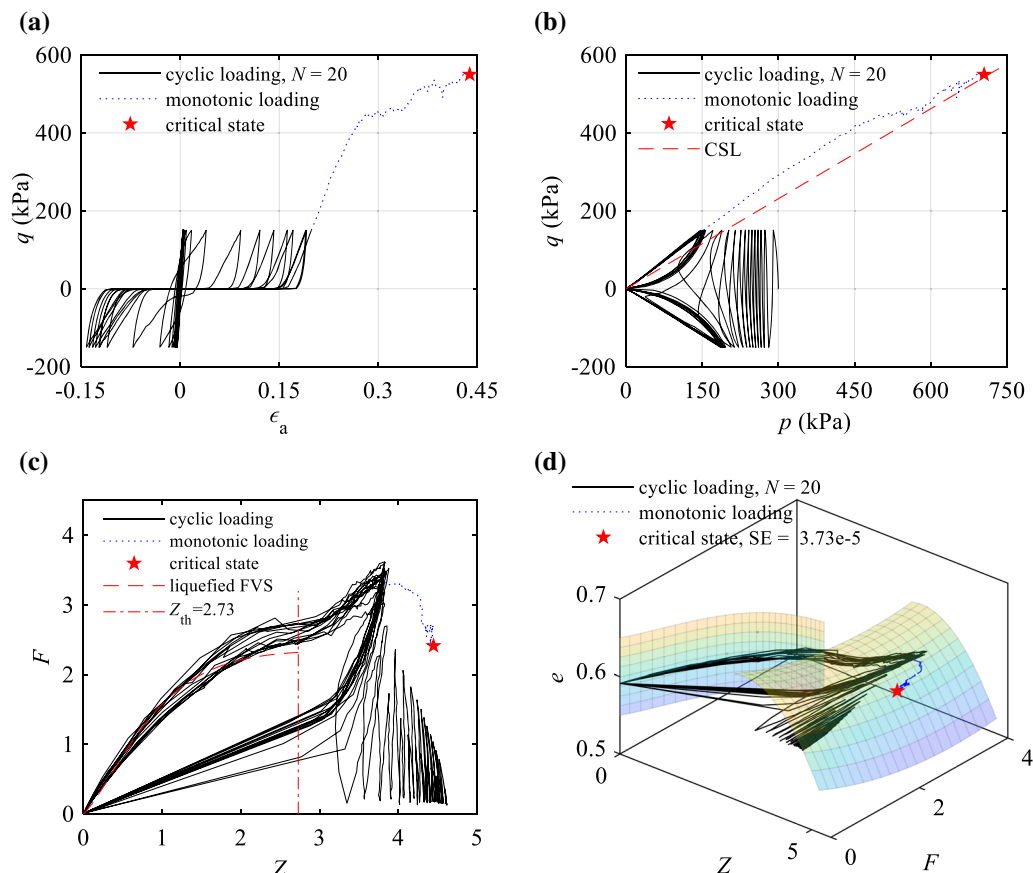 (a)
600
400
200
0
-200
q (kPa)
cyclic loading, N = 20
monotonic loading
critical state
-0.15
0
0.15
0.3
0.45
ϵa
(b)
600
400
200
0
-200
q (kPa)
cyclic loading, N = 20
monotonic loading
critical state
CSL
0
150
300
450
600
750
p (kPa)
(c)
4
3
2
1
0
F
cyclic loading
monotonic loading
critical state
liquefied FVS
Zth=2.73
0
1
2
3
4
5
Z
(d)
cyclic loading, N = 20
monotonic loading
critical state, SE = 3.73e-5
0.7
0.6
0.5
e
0
5
Z
0
2
4
F